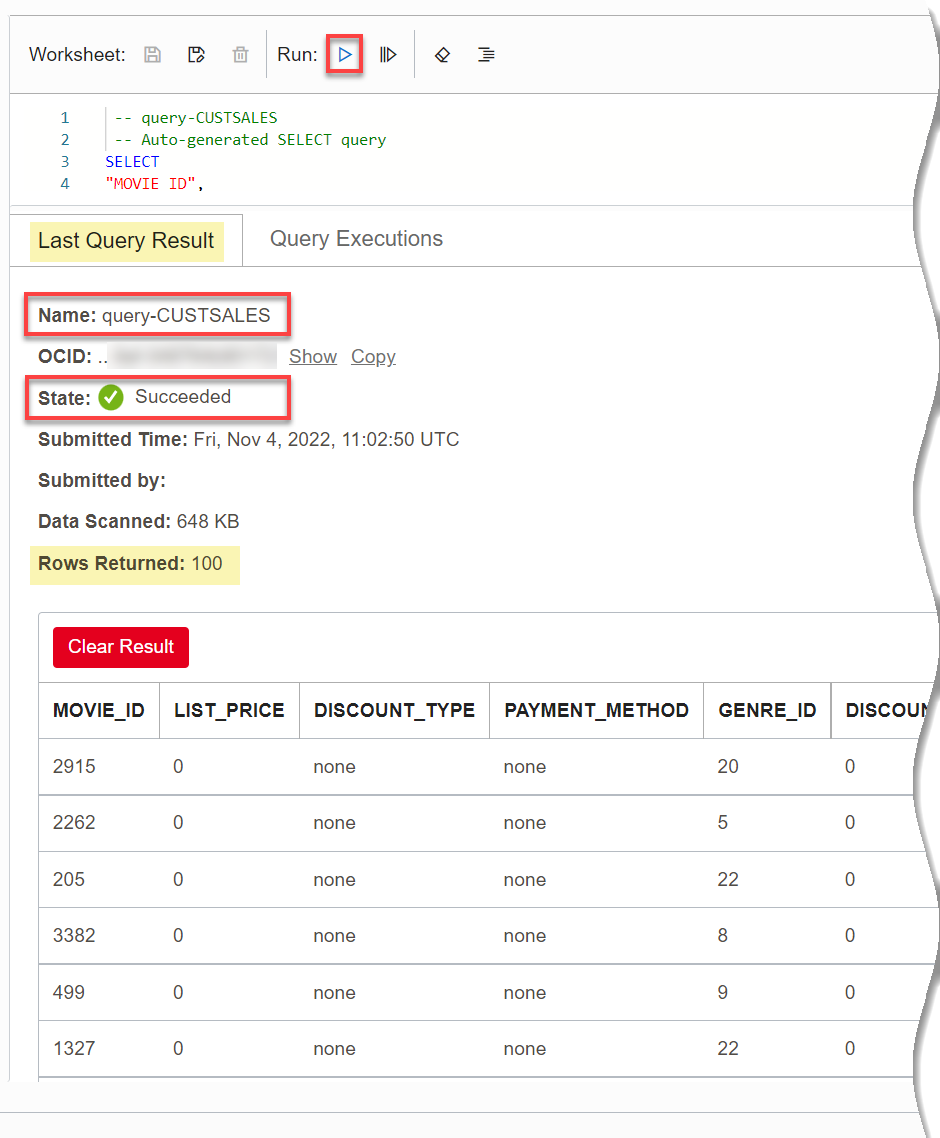 Worksheet: Run:
1 -- query-CUSTSALES
2 -- Auto-generated SELECT query
3 SELECT
4 "MOVIE ID",
Last Query Result Query Executions
Name: query-CUSTSALES
OCID: .. Show Copy
State: Succeeded
Submitted Time: Fri, Nov 4, 2022, 11:02:50 UTC
Submitted by:
Data Scanned: 648 KB
Rows Returned: 100
Clear Result
MOVIE_ID LIST_PRICE DISCOUNT_TYPE PAYMENT_METHOD GENRE_ID DISCOUN
2915 0 none none 20 0
2262 0 none none 5 0
205 0 none none 22 0
3382 0 none none 8 0
499 0 none none 9 0
1327 0 none none 22 0